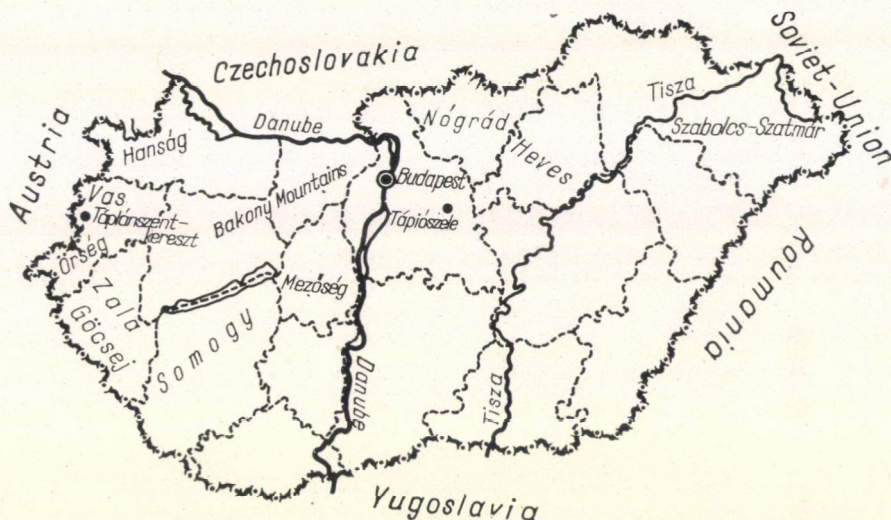 Czechoslovakia
Soviet-Union
Austria
Roumania
Yugoslavia
Hanság
Danube
Nógrád
Heves
Tisza
Szabolcs-Szatmár
Vas
Táplánszent-
kereszt
Bakony Mountains
Budapest
Tápiószele
Őrség
Zala
Göcsej
Somogy
Mezőség
Danube
Tisza